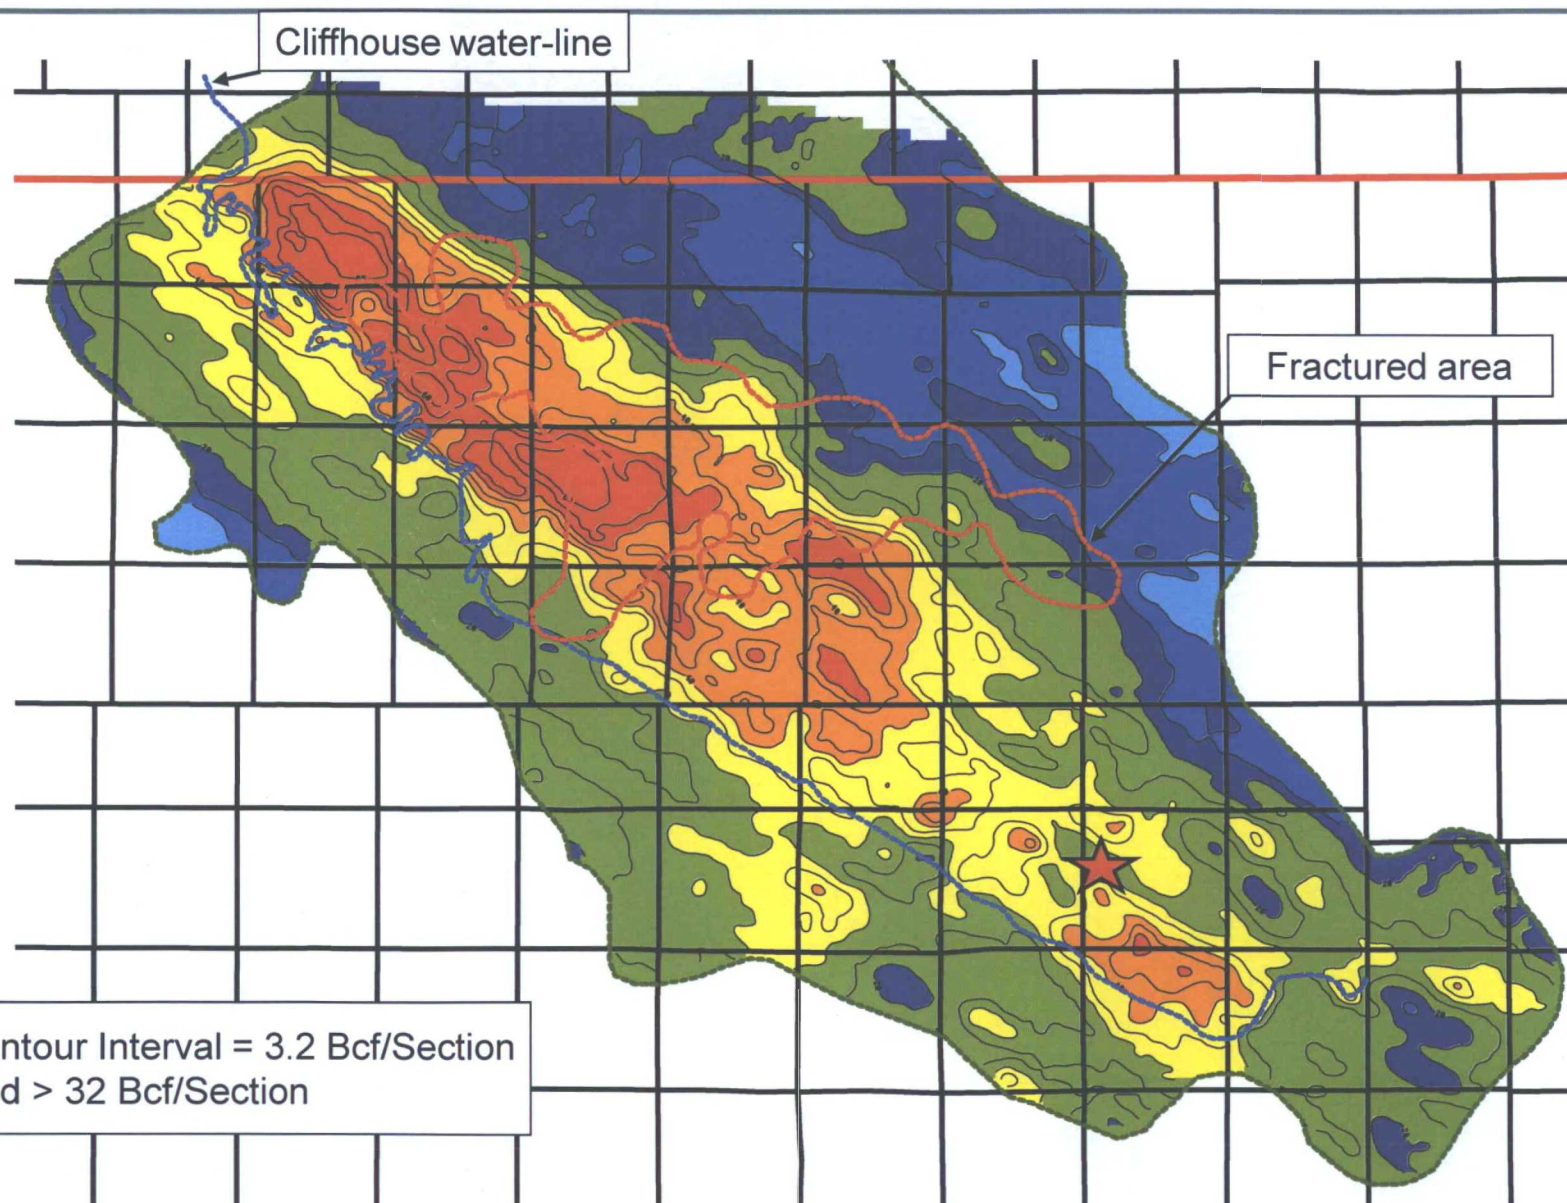 Cliffhouse water-line
Fractured area
ntour Interval = 3.2 Bcf/Section
d > 32 Bcf/Section